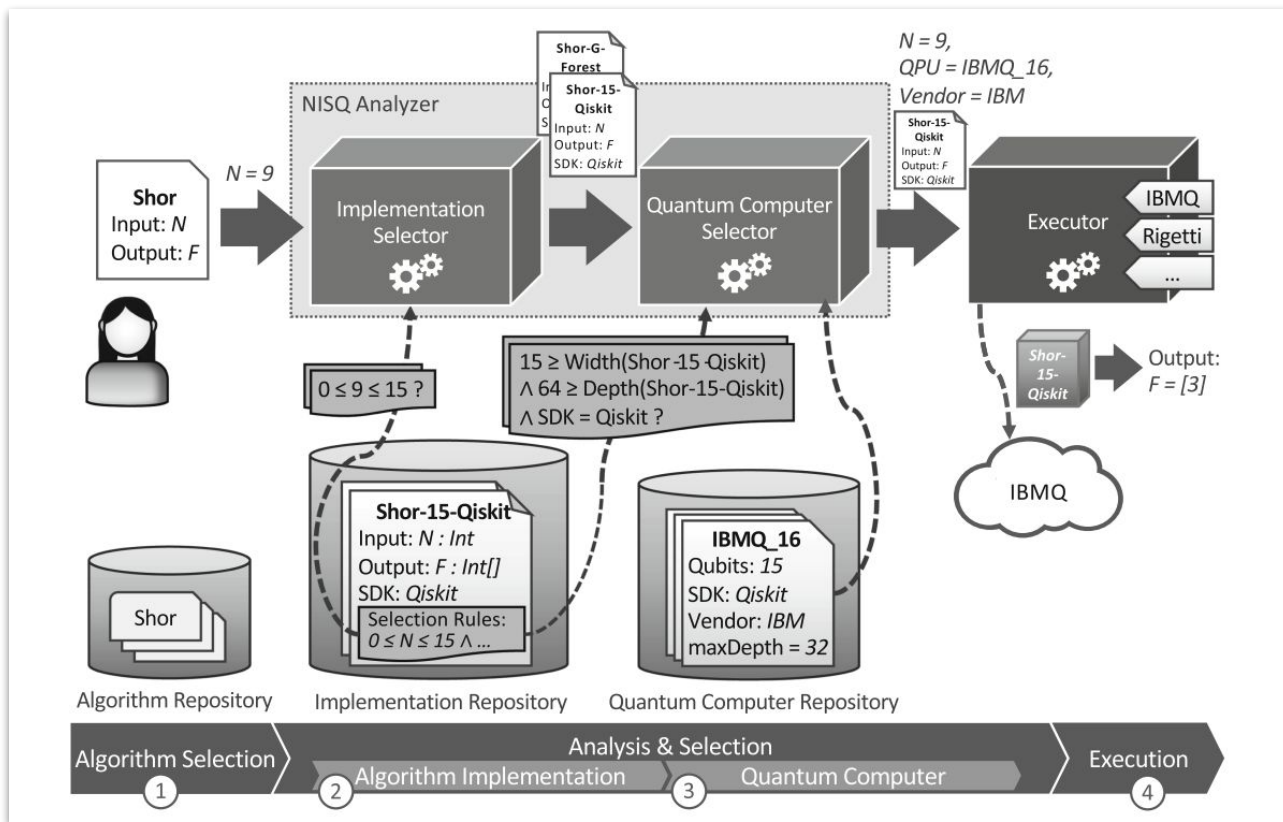 NISQ Analyzer
Shor
Input: N
Output: F
N = 9
Implementation
Selector
Shor-G-
Forest
In
O
S
Shor-15-
Qiskit
Input: N
Output: F
SDK: Qiskit
Quantum Computer
Selector
N = 9,
QPU = IBMQ_16,
Vendor = IBM
Shor-15-
Qiskit
Input: N
Output: F
SDK: Qiskit
Executor
IBMQ
Rigetti
...
0 ≤ 9 ≤ 15 ?
15 ≥ Width(Shor-15-Qiskit)
∧ 64 ≥ Depth(Shor-15-Qiskit)
∧ SDK = Qiskit ?
Shor-
15-
Qiskit
Output:
F = [3]
IBMQ
Shor
Algorithm Repository
Shor-15-Qiskit
Input: N : Int
Output: F : Int[]
SDK: Qiskit
Selection Rules:
0 ≤ N ≤ 15 ∧ ...
Implementation Repository
IBMQ_16
Qubits: 15
SDK: Qiskit
Vendor: IBM
maxDepth = 32
Quantum Computer Repository
Algorithm Selection
1
Analysis & Selection
2
Algorithm Implementation
3
Quantum Computer
Execution
4